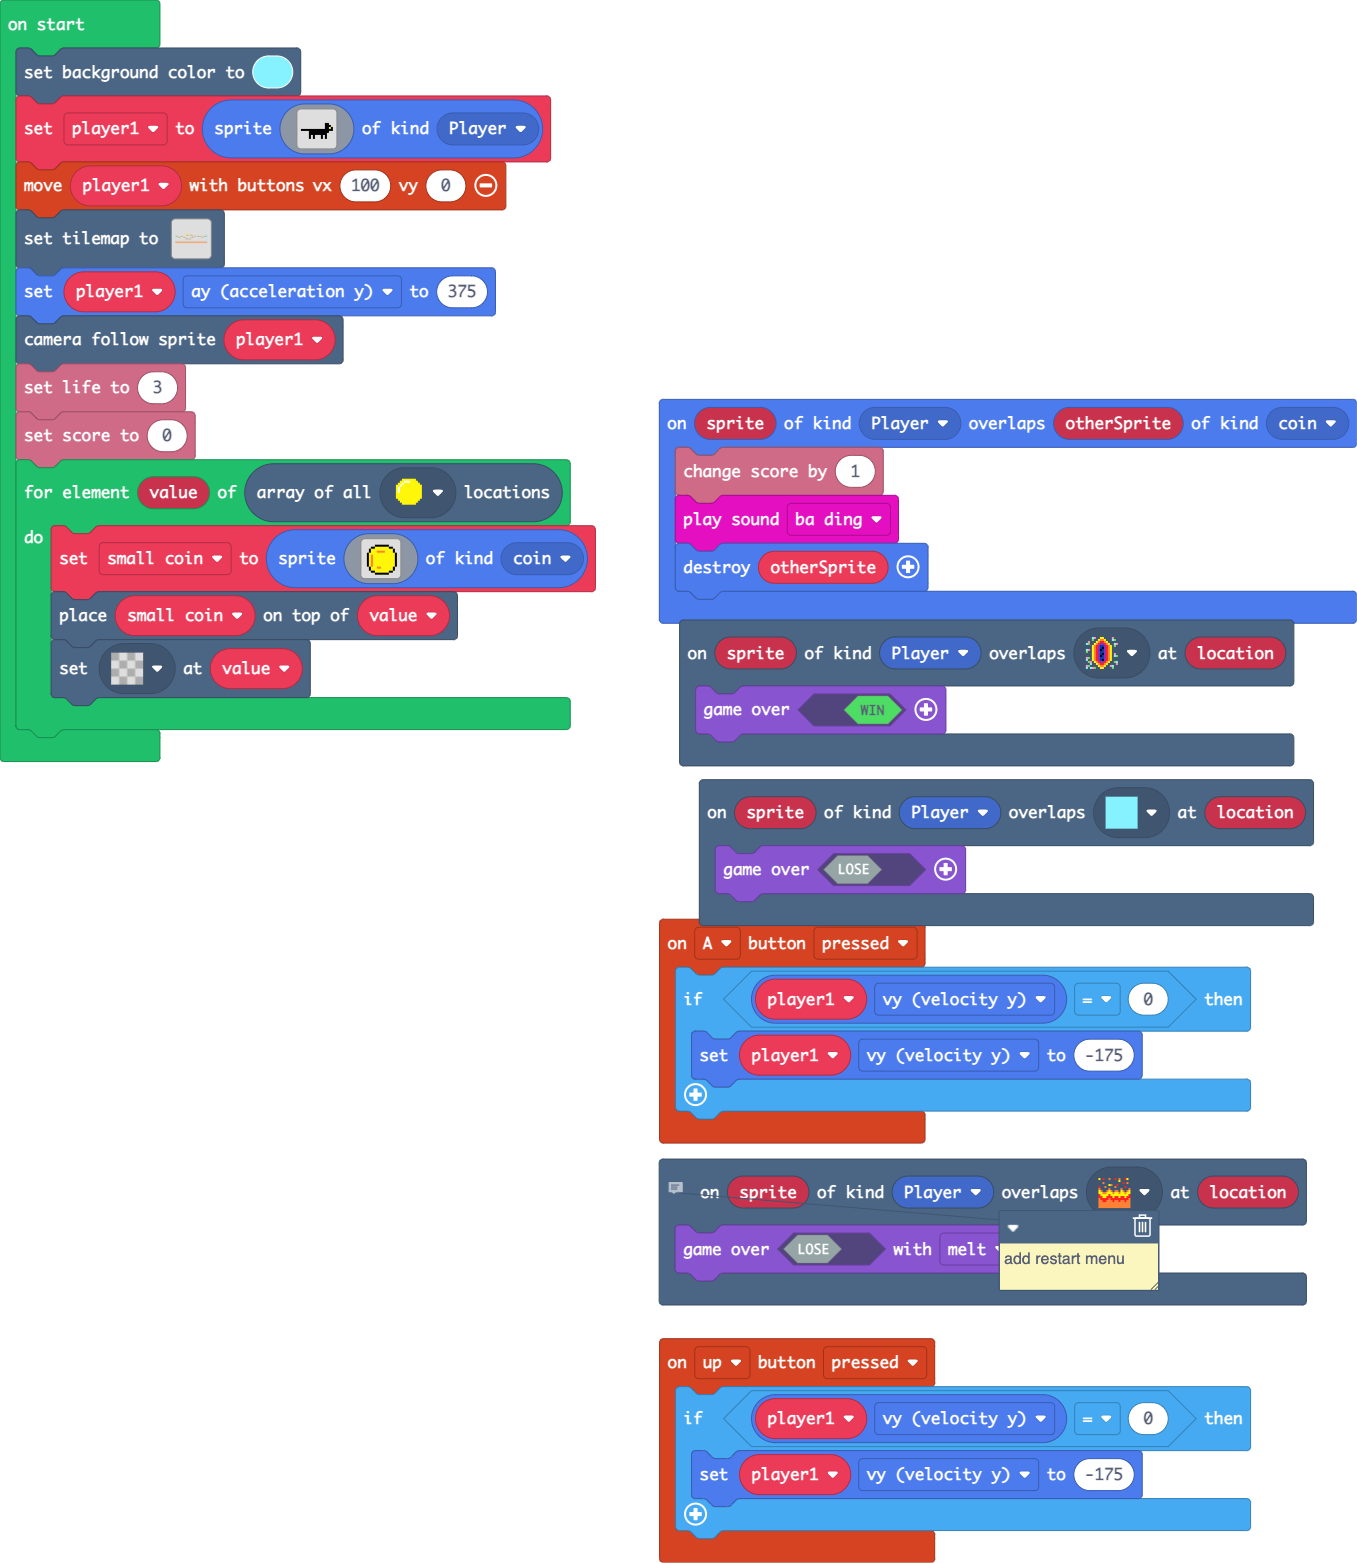 on start
set background color to
set player1 to sprite of kind Player
move player1 with buttons vx 100 vy 0
set tilemap to
set player1 ay (acceleration y) to 375
camera follow sprite player1
set life to 3
set score to 0
for element value of array of all locations
do
set small coin to sprite of kind coin
place small coin on top of value
set at value
on sprite of kind Player overlaps otherSprite of kind coin
change score by 1
play sound ba ding
destroy otherSprite
on sprite of kind Player overlaps at location
game over WIN
on sprite of kind Player overlaps at location
game over LOSE
on A button pressed
if player1 vy (velocity y) = 0 then
set player1 vy (velocity y) to -175
on sprite of kind Player overlaps at location
game over LOSE with melt
add restart menu
on up button pressed
if player1 vy (velocity y) = 0 then
set player1 vy (velocity y) to -175